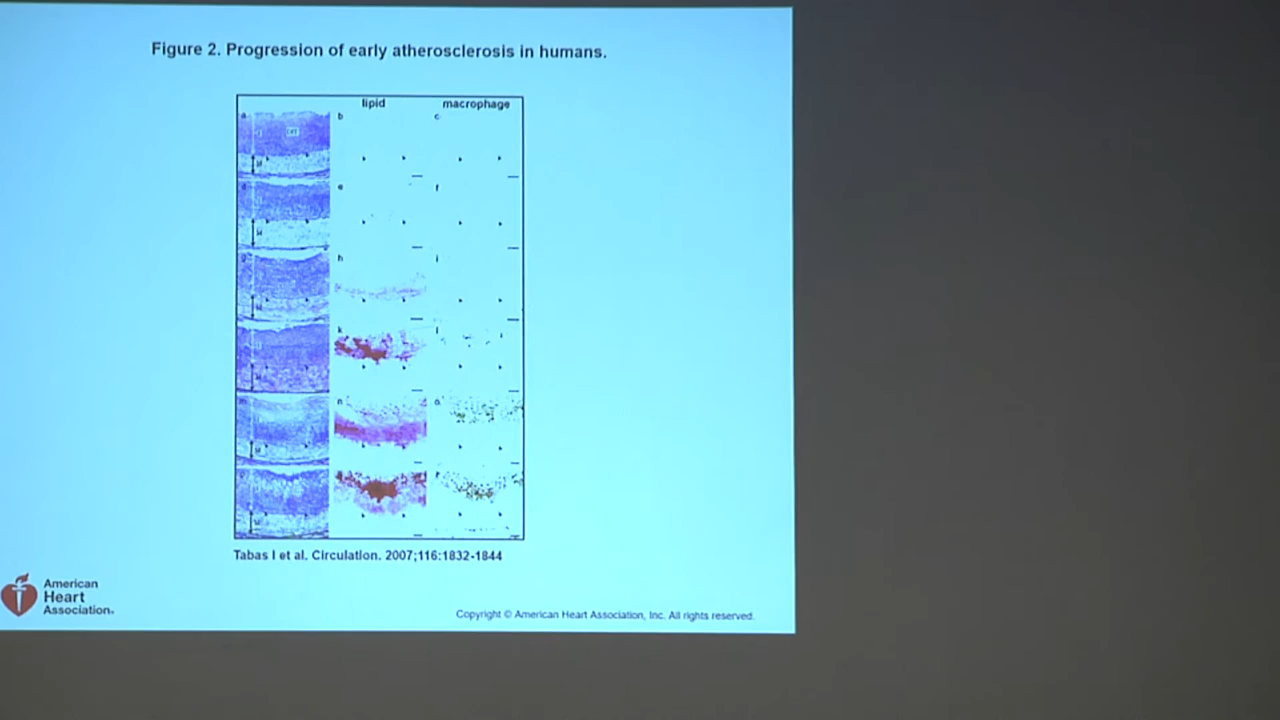 Figure 2. Progression of early atherosclerosis in humans.
lipid macrophage
a b c
e f
h i
k l
m n o
M
Tabas I et al. Circulation. 2007;116:1832-1844
American
Heart
Association.
Copyright © American Heart Association, Inc. All rights reserved.